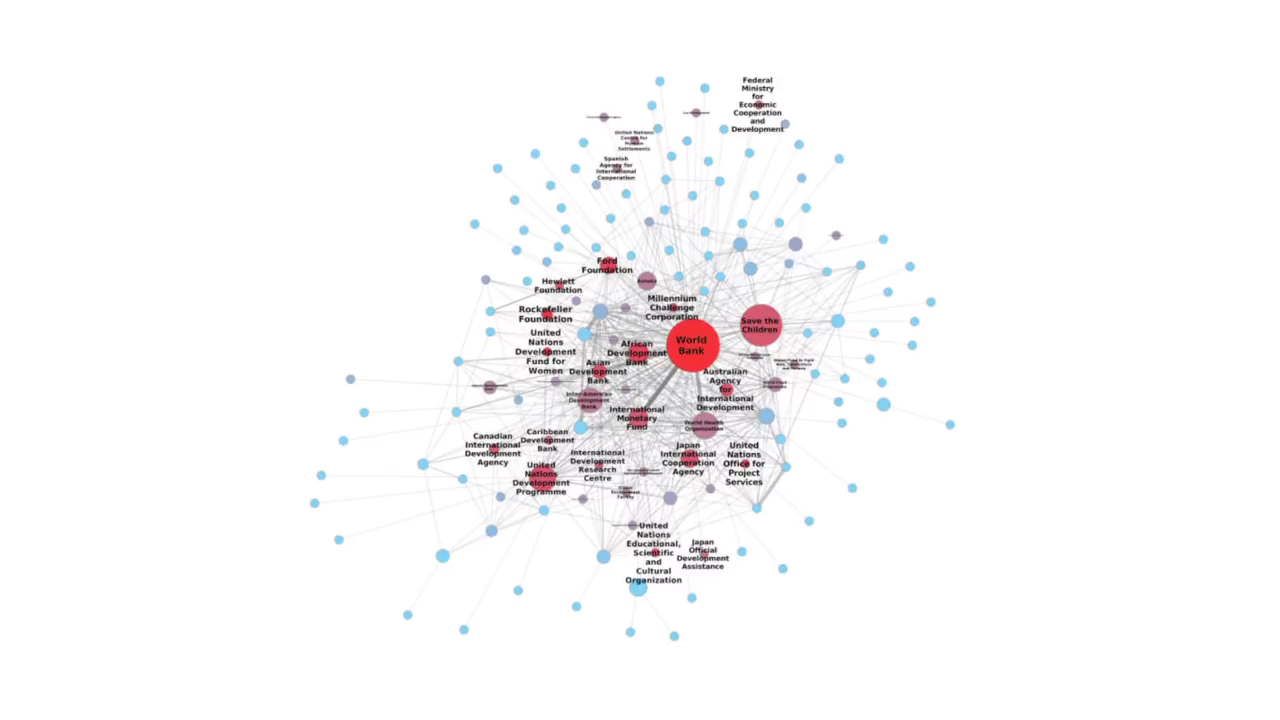 Federal
Ministry
for
Economic
Cooperation
and
Development
United Nations
Centre for
Human
Settlements
Spanish
Agency for
International
Cooperation
Ford
Foundation
Hewlett
Foundation
Ashoka
Millennium
Challenge
Corporation
Rockefeller
Foundation
Save the
Children
World
Bank
United
Nations
Development
Fund for
Women
African
Development
Bank
Asian
Development
Bank
Australian
Agency
for
International
Development
Inter-American
Development
Bank
International
Monetary
Fund
World Health
Organization
Canadian
International
Development
Agency
Caribbean
Development
Bank
International
Development
Research
Centre
Japan
International
Cooperation
Agency
United
Nations
Office for
Project
Services
United
Nations
Development
Programme
Global
Environment
Facility
United
Nations
Educational,
Scientific
and
Cultural
Organization
Japan
Official
Development
Assistance